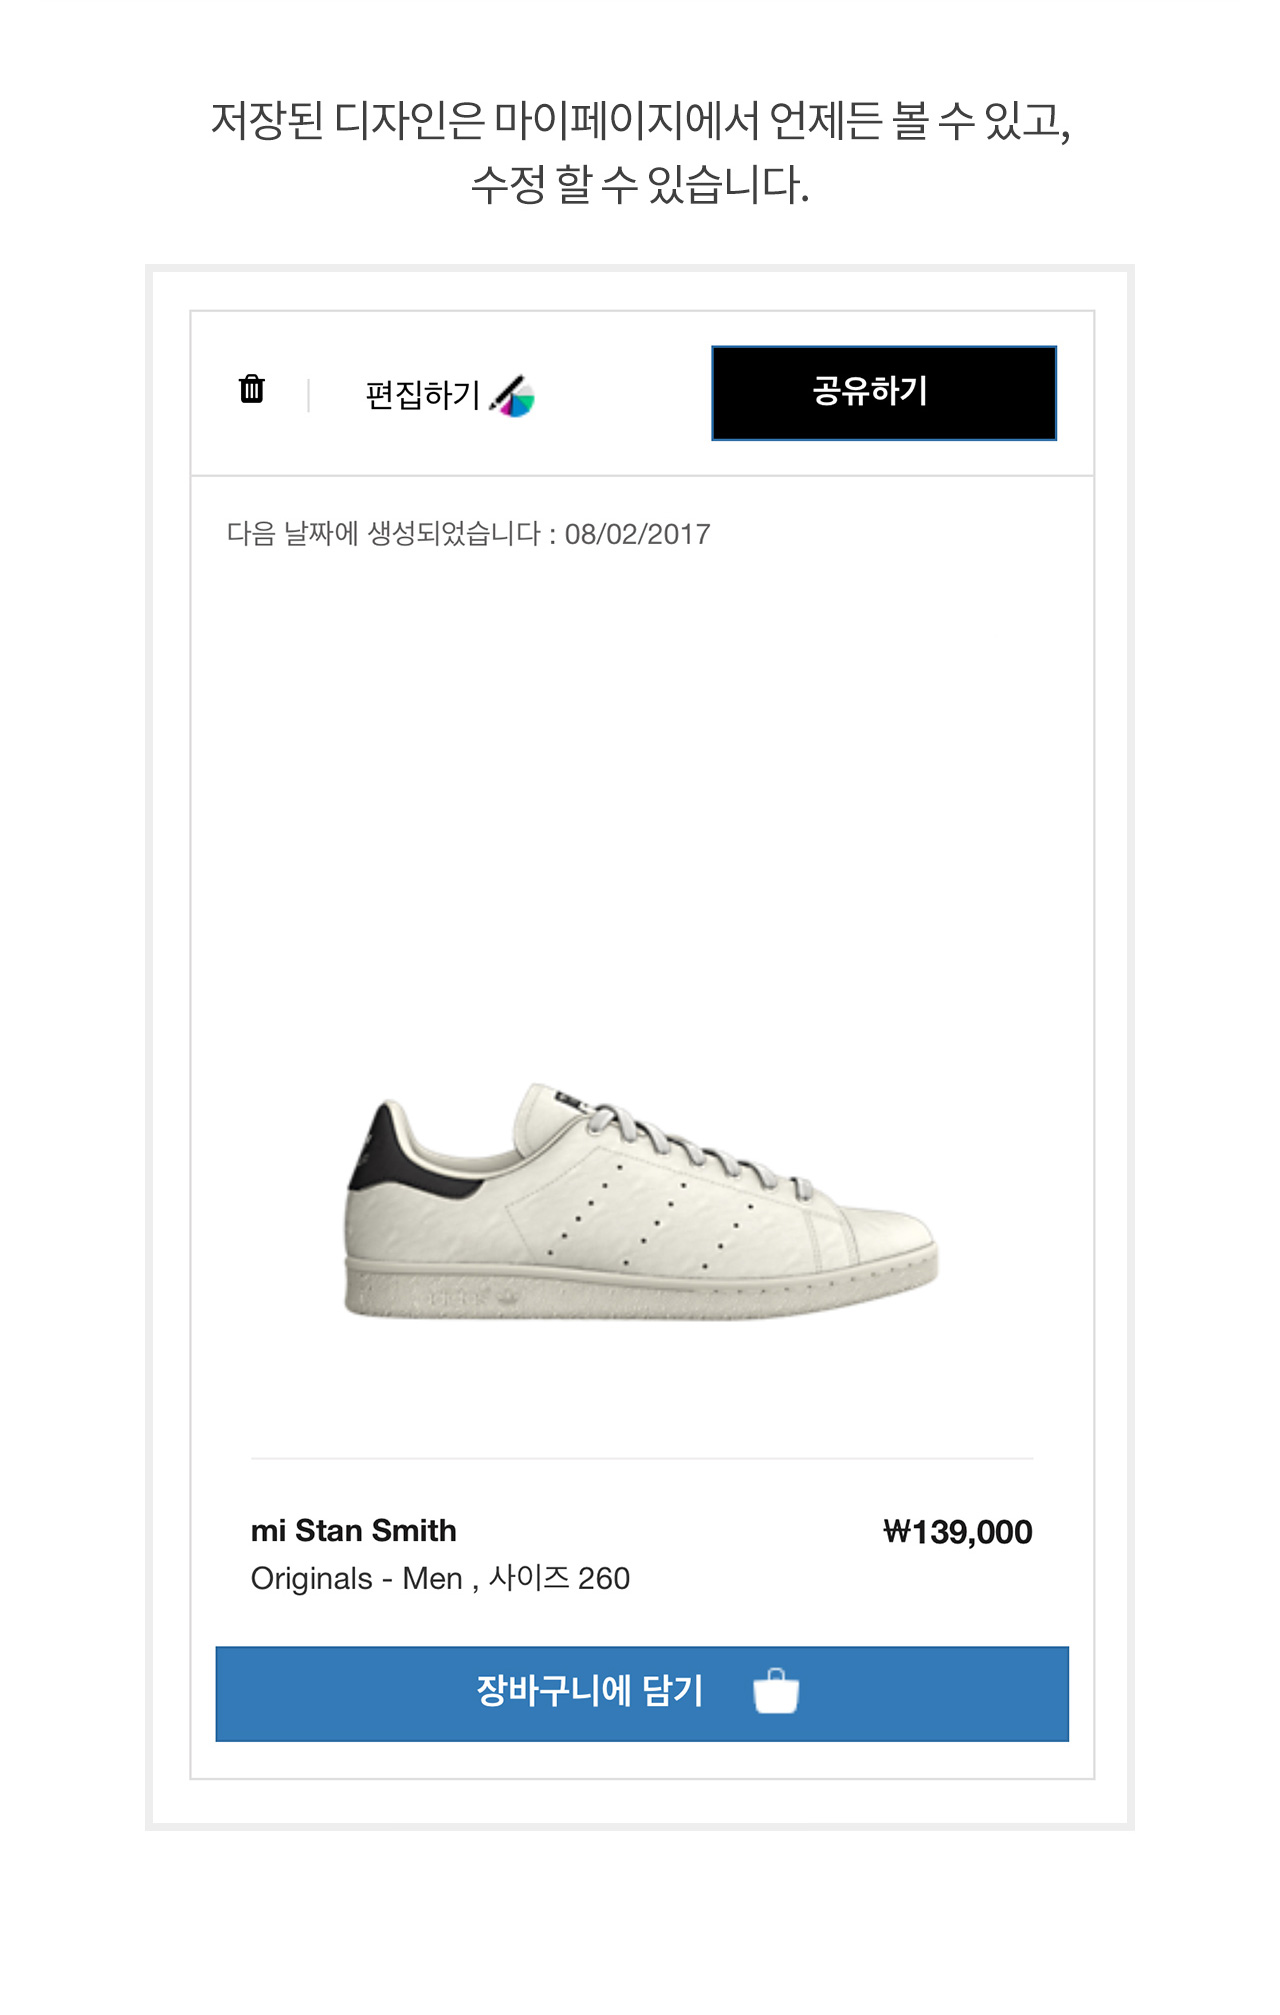 저장된 디자인은 마이페이지에서 언제든 볼 수 있고,
수정 할 수 있습니다.
편집하기
공유하기
다음 날짜에 생성되었습니다 : 08/02/2017
adidas
mi Stan Smith
₩139,000
Originals - Men , 사이즈 260
장바구니에 담기